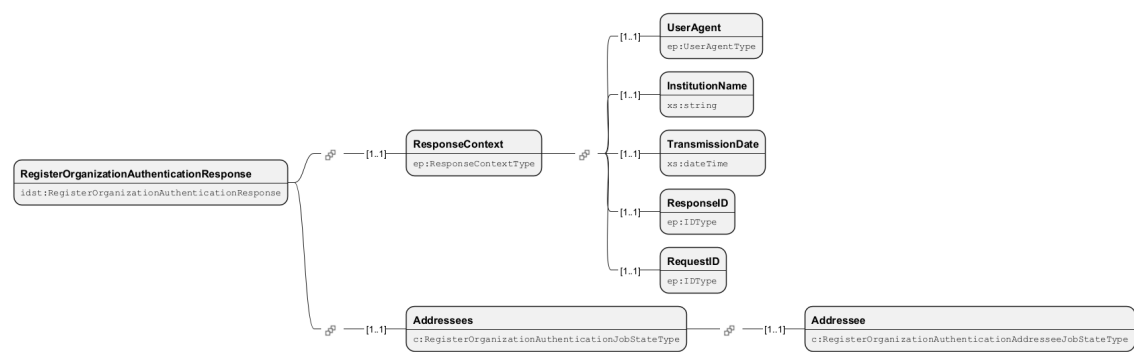 UserAgent
[1..1]
ep:UserAgentType
InstitutionName
[1..1]
xs:string
ResponseContext
TransmissionDate
[1..1]
[1..1]
ep:ResponseContextType
xs:dateTime
RegisterOrganizationAuthenticationResponse
idst:RegisterOrganizationAuthenticationResponse
ResponseID
[1..1]
ep:IDType
RequestID
[1..1]
ep:IDType
Addressees
Addressee
[1..1]
[1..1]
c:RegisterOrganizationAuthenticationJobStateType
c:RegisterOrganizationAuthenticationAddresseeJobStateType